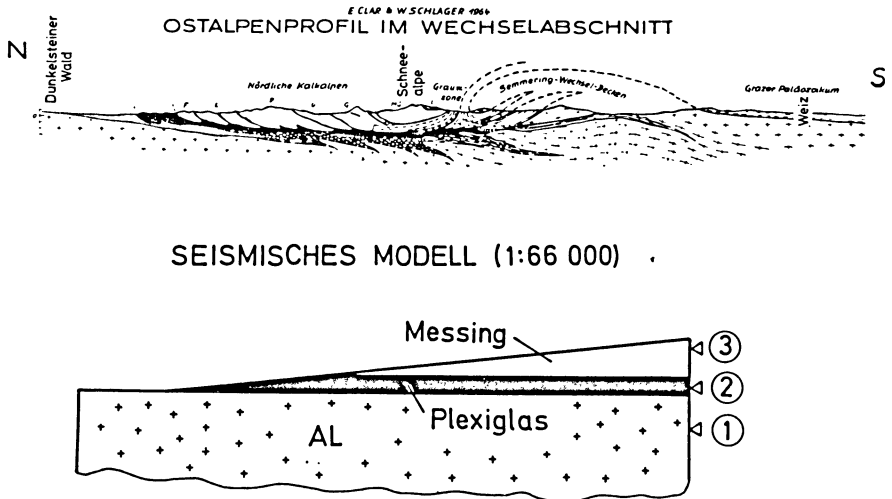 E CLAR & W. SCHLAGER 1964
OSTALPENPROFIL IM WECHSELABSCHNITT
N
S
Dunkelsteiner
Wald
Nördliche Kalkalpen
Schnee-
alpe
Grauw.
zone
Semmering-Wechsel-Decken
Grazer Paläozoikum
Weiz
SEISMISCHES MODELL (1:66 000)
Messing
3
2
Plexiglas
1
AL